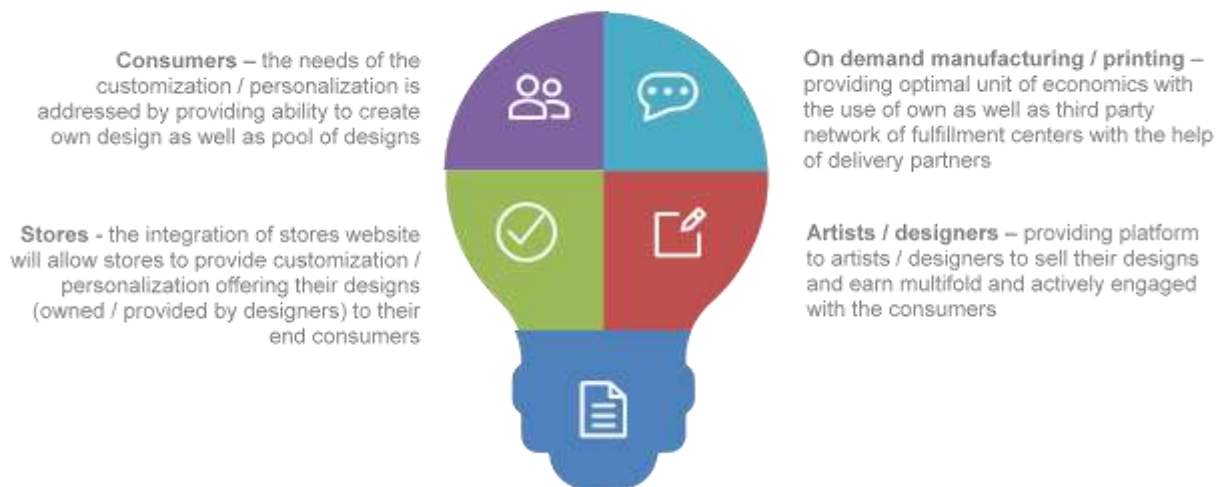 Consumers – the needs of the
customization / personalization is
addressed by providing ability to create
own design as well as pool of designs
On demand manufacturing / printing –
providing optimal unit of economics with
the use of own as well as third party
network of fulfillment centers with the help
of delivery partners
Stores - the integration of stores website
will allow stores to provide customization /
personalization offering their designs
(owned / provided by designers) to their
end consumers
Artists / designers – providing platform
to artists / designers to sell their designs
and earn multifold and actively engaged
with the consumers